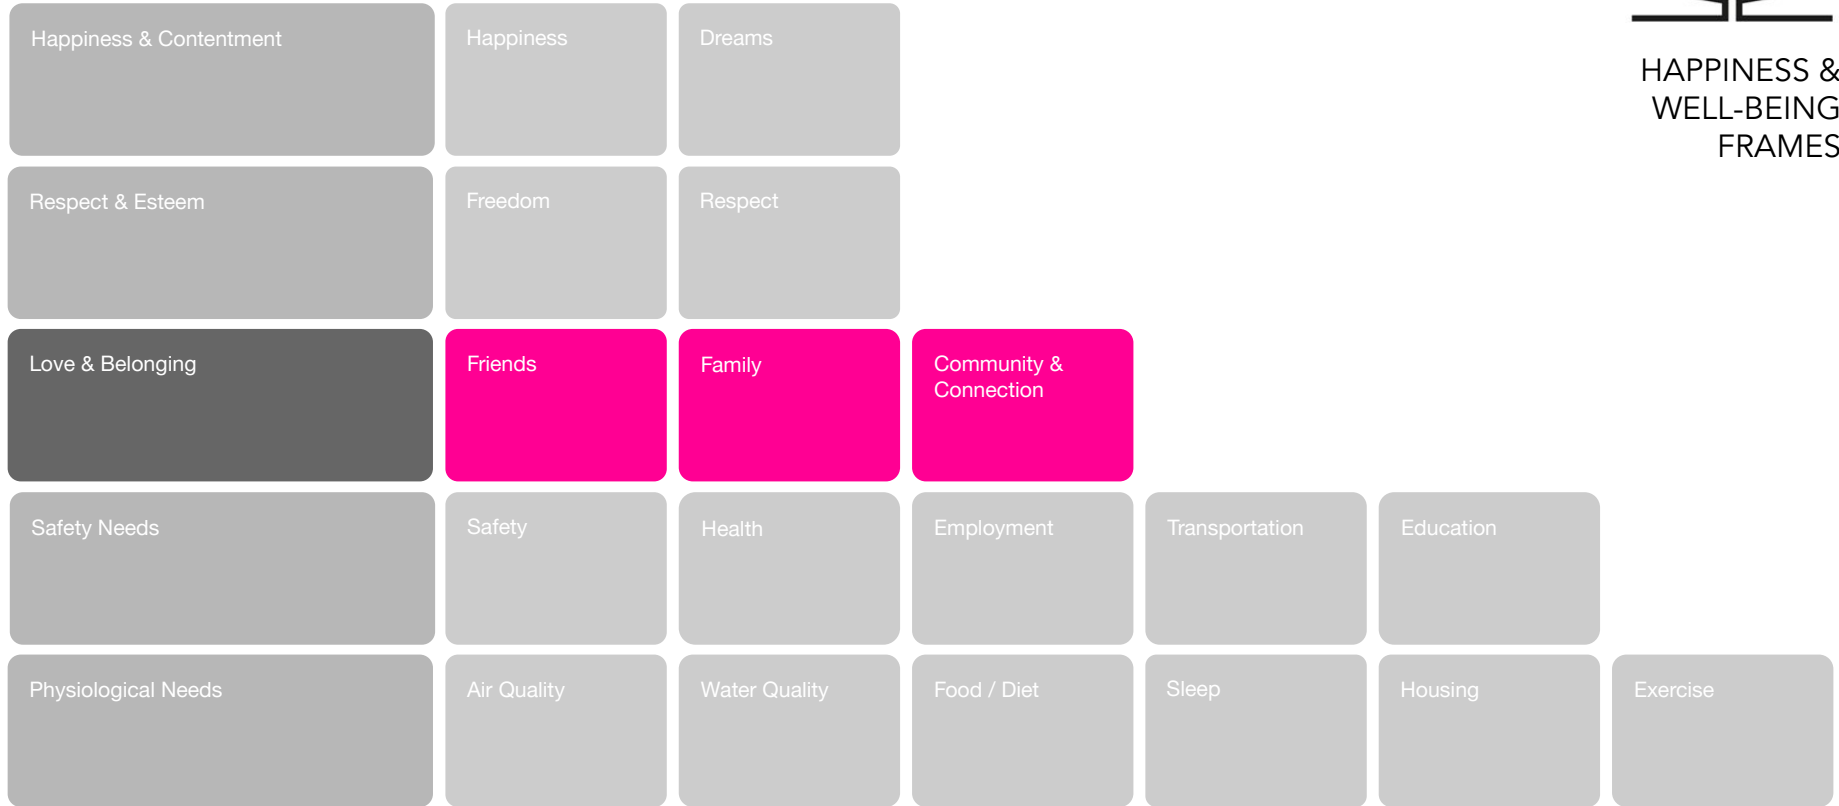 HAPPINESS &
WELL-BEING
FRAMES
Happiness & Contentment
Happiness
Dreams
Respect & Esteem
Freedom
Respect
Love & Belonging
Friends
Family
Community &
Connection
Safety Needs
Safety
Health
Employment
Transportation
Education
Physiological Needs
Air Quality
Water Quality
Food / Diet
Sleep
Housing
Exercise